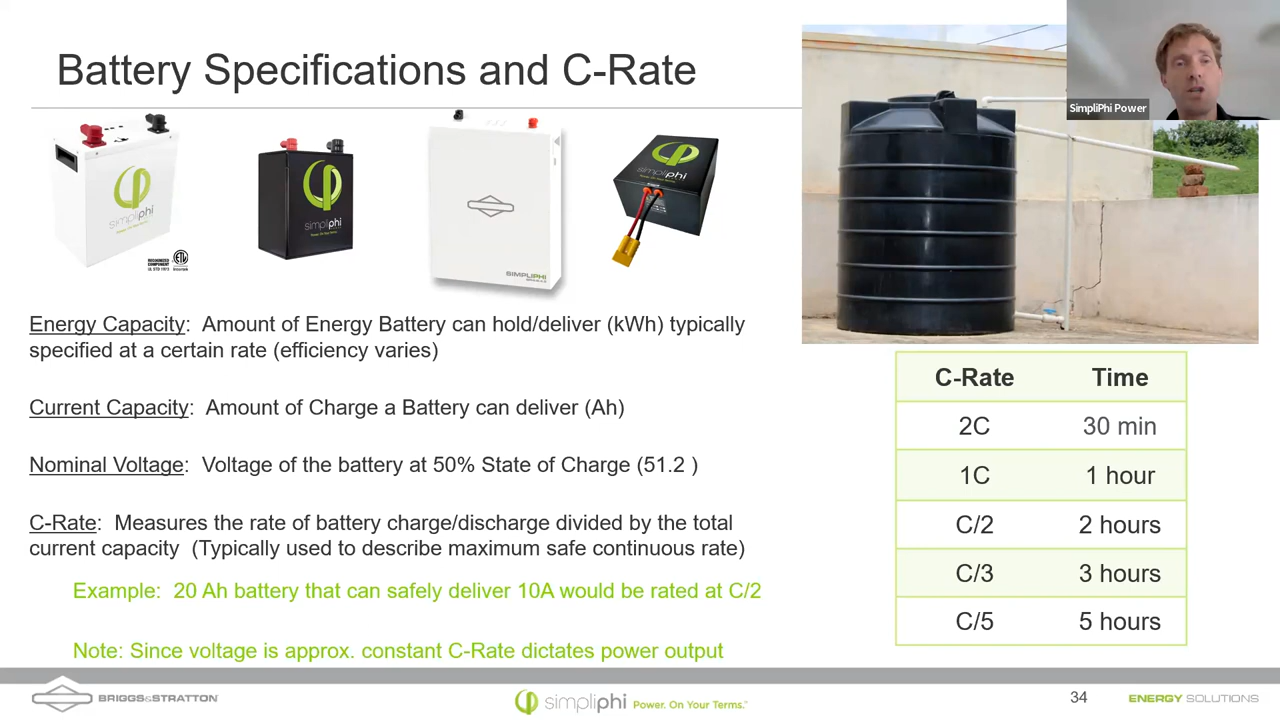 Battery Specifications and C-Rate
SimpliPhi Power
simpliphi
simpliphi
SIMPLIPHI
simpliphi
Energy Capacity: Amount of Energy Battery can hold/deliver (kWh) typically
specified at a certain rate (efficiency varies)
Current Capacity: Amount of Charge a Battery can deliver (Ah)
Nominal Voltage: Voltage of the battery at 50% State of Charge (51.2 )
C-Rate: Measures the rate of battery charge/discharge divided by the total
current capacity (Typically used to describe maximum safe continuous rate)
Example: 20 Ah battery that can safely deliver 10A would be rated at C/2
Note: Since voltage is approx. constant C-Rate dictates power output
C-Rate Time
2C 30 min
1C 1 hour
C/2 2 hours
C/3 3 hours
C/5 5 hours
BRIGGS&STRATTON
simpliphi Power. On Your Terms.
34
ENERGY SOLUTIONS